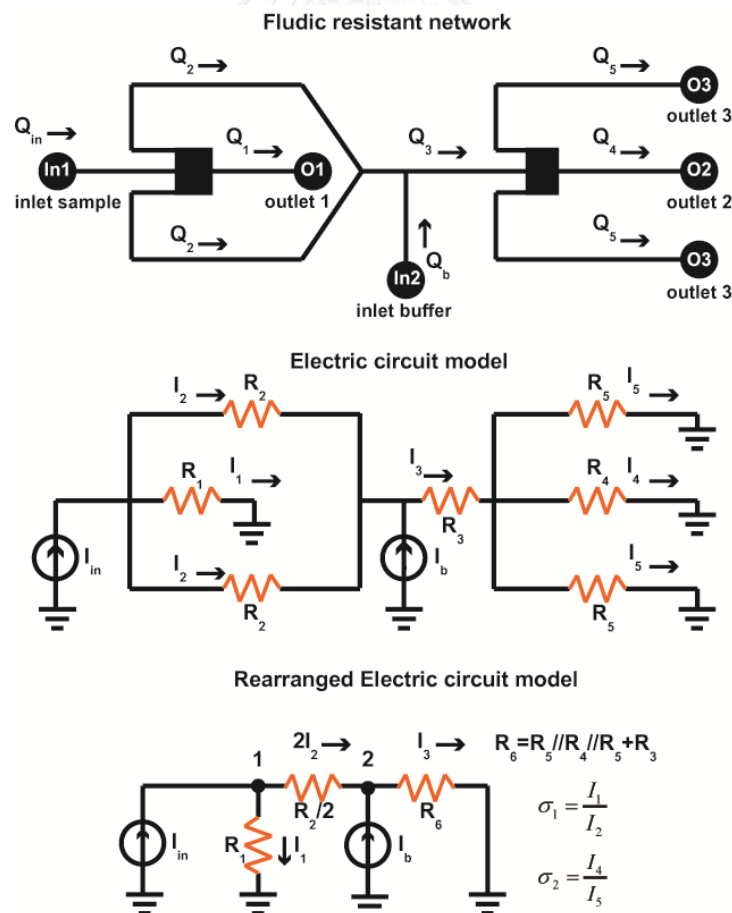 Fludic resistant network
Q2 → Q5 → O3
outlet 3
Qin → Q1 → Q3 → Q4 →
In1 O1 O2
inlet sample outlet 1 outlet 2
Q2 → Qb Q5 →
In2 O3
inlet buffer outlet 3
Electric circuit model
I2 → R2 R5 I5 →
R1 I1 → I3 → R4 I4 →
R3
Iin I2 → Ib I5 →
R2 R5
Rearranged Electric circuit model
1 2I2 → 2 I3 → R6=R5//R4//R5+R3
R2/2 R6
σ1 = I1/I2
Iin R1 ↓I1 Ib
σ2 = I4/I5